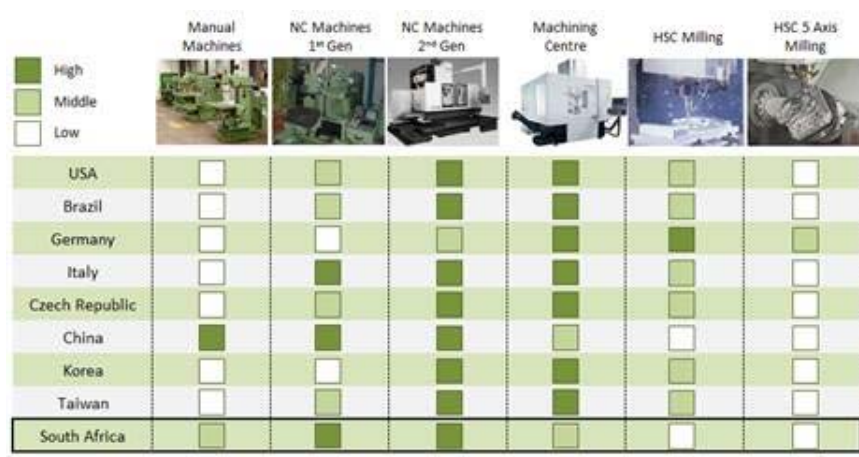 Manual
Machines
NC Machines
1st Gen
NC Machines
2nd Gen
Machining
Centre
HSC Milling
HSC 5 Axis
Milling
High
Middle
Low
USA
Brazil
Germany
Italy
Czech Republic
China
Korea
Taiwan
South Africa